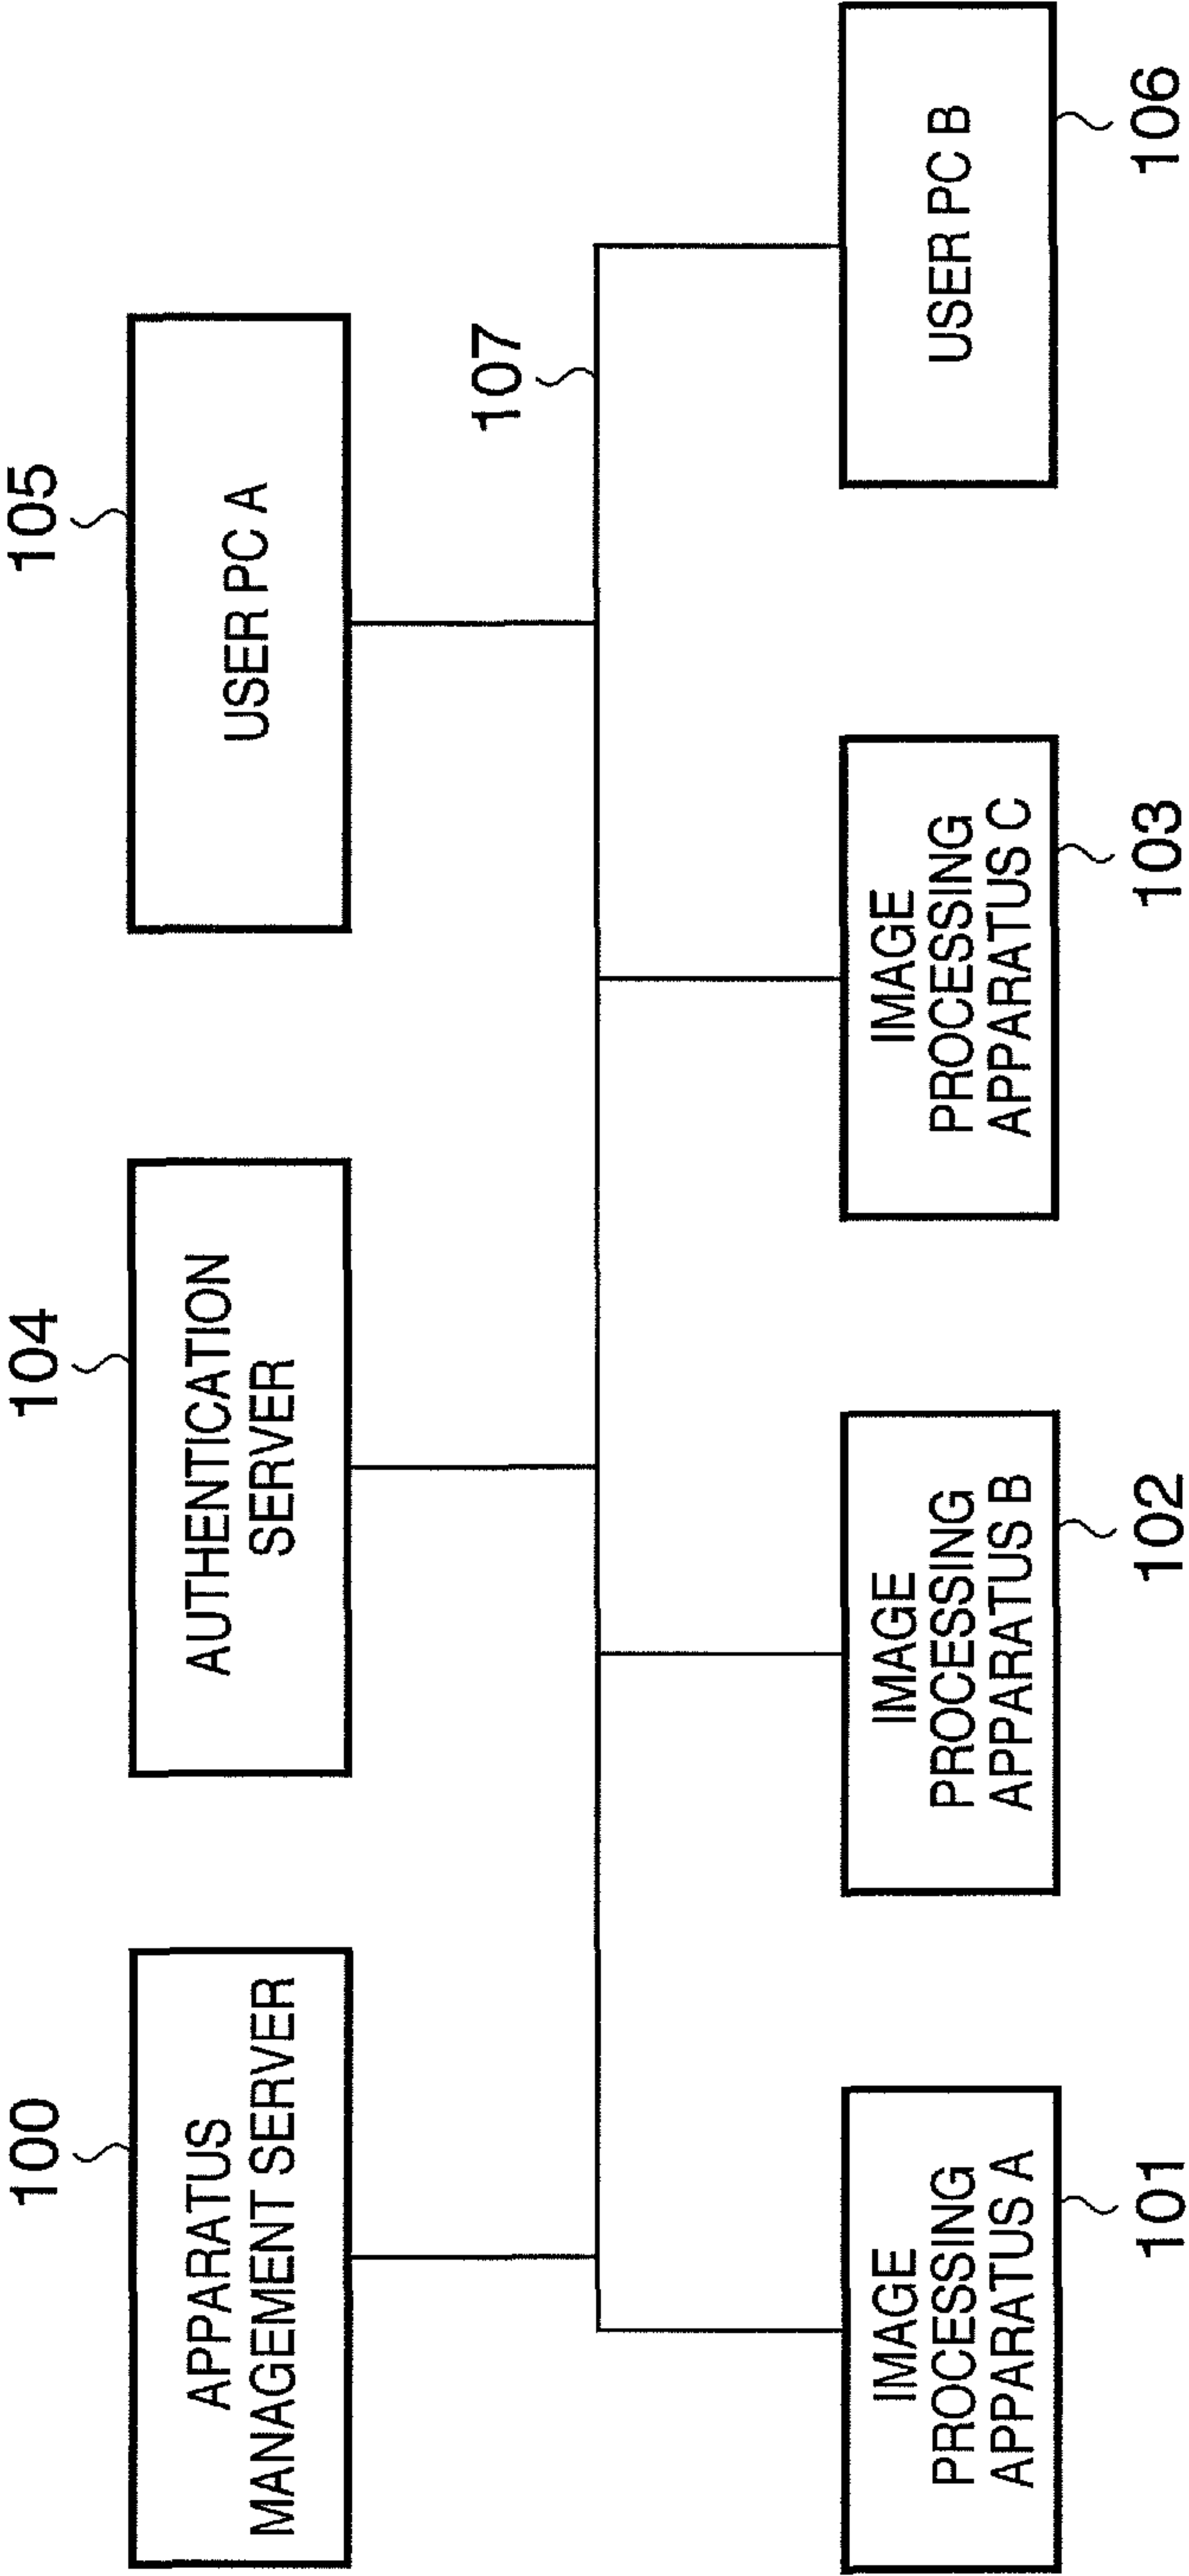 100
APPARATUS
MANAGEMENT SERVER
104
AUTHENTICATION
SERVER
105
USER PC A
107
IMAGE
PROCESSING
APPARATUS A
101
IMAGE
PROCESSING
APPARATUS B
102
IMAGE
PROCESSING
APPARATUS C
103
USER PC B
106